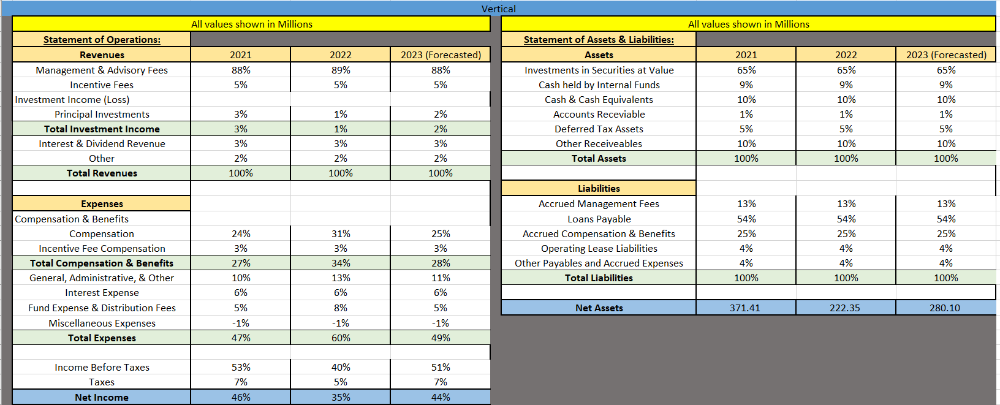 Vertical
All values shown in Millions
Statement of Operations:
Revenues 2021 2022 2023 (Forecasted)
Management & Advisory Fees 88% 89% 88%
Incentive Fees 5% 5% 5%
Investment Income (Loss)
Principal Investments 3% 1% 2%
Total Investment Income 3% 1% 2%
Interest & Dividend Revenue 3% 3% 3%
Other 2% 2% 2%
Total Revenues 100% 100% 100%
Expenses
Compensation & Benefits
Compensation 24% 31% 25%
Incentive Fee Compensation 3% 3% 3%
Total Compensation & Benefits 27% 34% 28%
General, Administrative, & Other 10% 13% 11%
Interest Expense 6% 6% 6%
Fund Expense & Distribution Fees 5% 8% 5%
Miscellaneous Expenses -1% -1% -1%
Total Expenses 47% 60% 49%
Income Before Taxes 53% 40% 51%
Taxes 7% 5% 7%
Net Income 46% 35% 44%
All values shown in Millions
Statement of Assets & Liabilities:
Assets 2021 2022 2023 (Forecasted)
Investments in Securities at Value 65% 65% 65%
Cash held by Internal Funds 9% 9% 9%
Cash & Cash Equivalents 10% 10% 10%
Accounts Receviable 1% 1% 1%
Deferred Tax Assets 5% 5% 5%
Other Receiveables 10% 10% 10%
Total Assets 100% 100% 100%
Liabilities
Accrued Management Fees 13% 13% 13%
Loans Payable 54% 54% 54%
Accrued Compensation & Benefits 25% 25% 25%
Operating Lease Liabilities 4% 4% 4%
Other Payables and Accrued Expenses 4% 4% 4%
Total Liabilities 100% 100% 100%
Net Assets 371.41 222.35 280.10